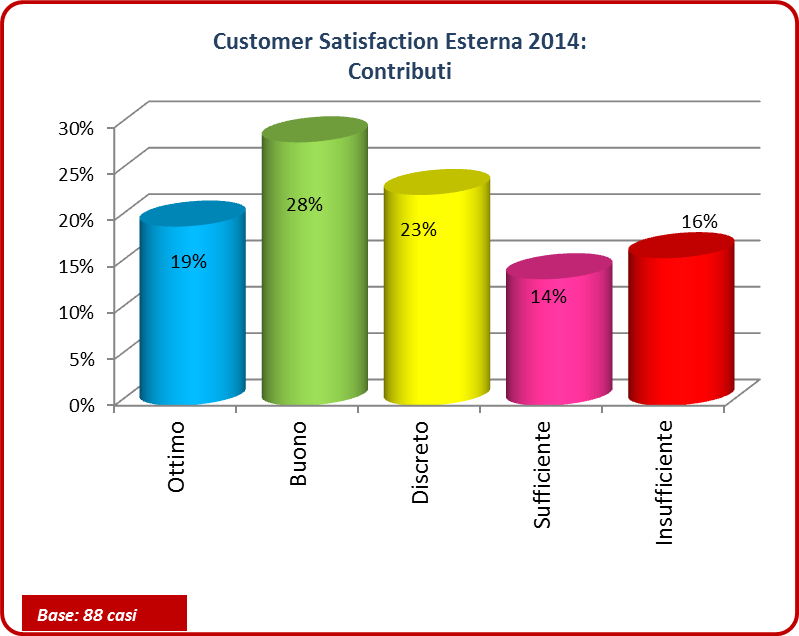 Customer Satisfaction Esterna 2014:
Contributi
30%
25%
20%
15%
10%
5%
0%
19%
28%
23%
14%
16%
Ottimo
Buono
Discreto
Sufficiente
Insufficiente
Base: 88 casi